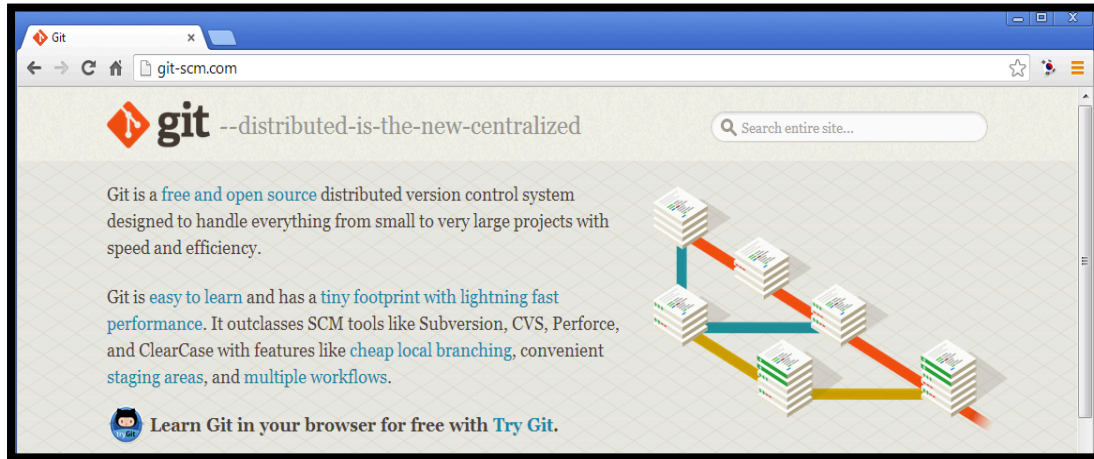 Git
git-scm.com
git --distributed-is-the-new-centralized
Search entire site...
Git is a free and open source distributed version control system
designed to handle everything from small to very large projects with
speed and efficiency.
Git is easy to learn and has a tiny footprint with lightning fast
performance. It outclasses SCM tools like Subversion, CVS, Perforce,
and ClearCase with features like cheap local branching, convenient
staging areas, and multiple workflows.
TryGit
Learn Git in your browser for free with Try Git.